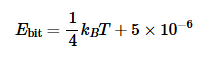 E_bit = 1/4 k_B T + 5 × 10^−6